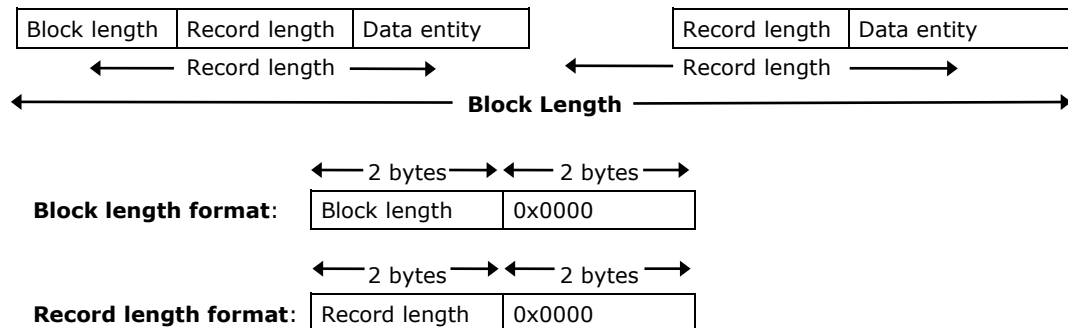 Block length Record length Data entity Record length Data entity
Record length Record length
Block Length
2 bytes 2 bytes
Block length format: Block length 0x0000
2 bytes 2 bytes
Record length format: Record length 0x0000